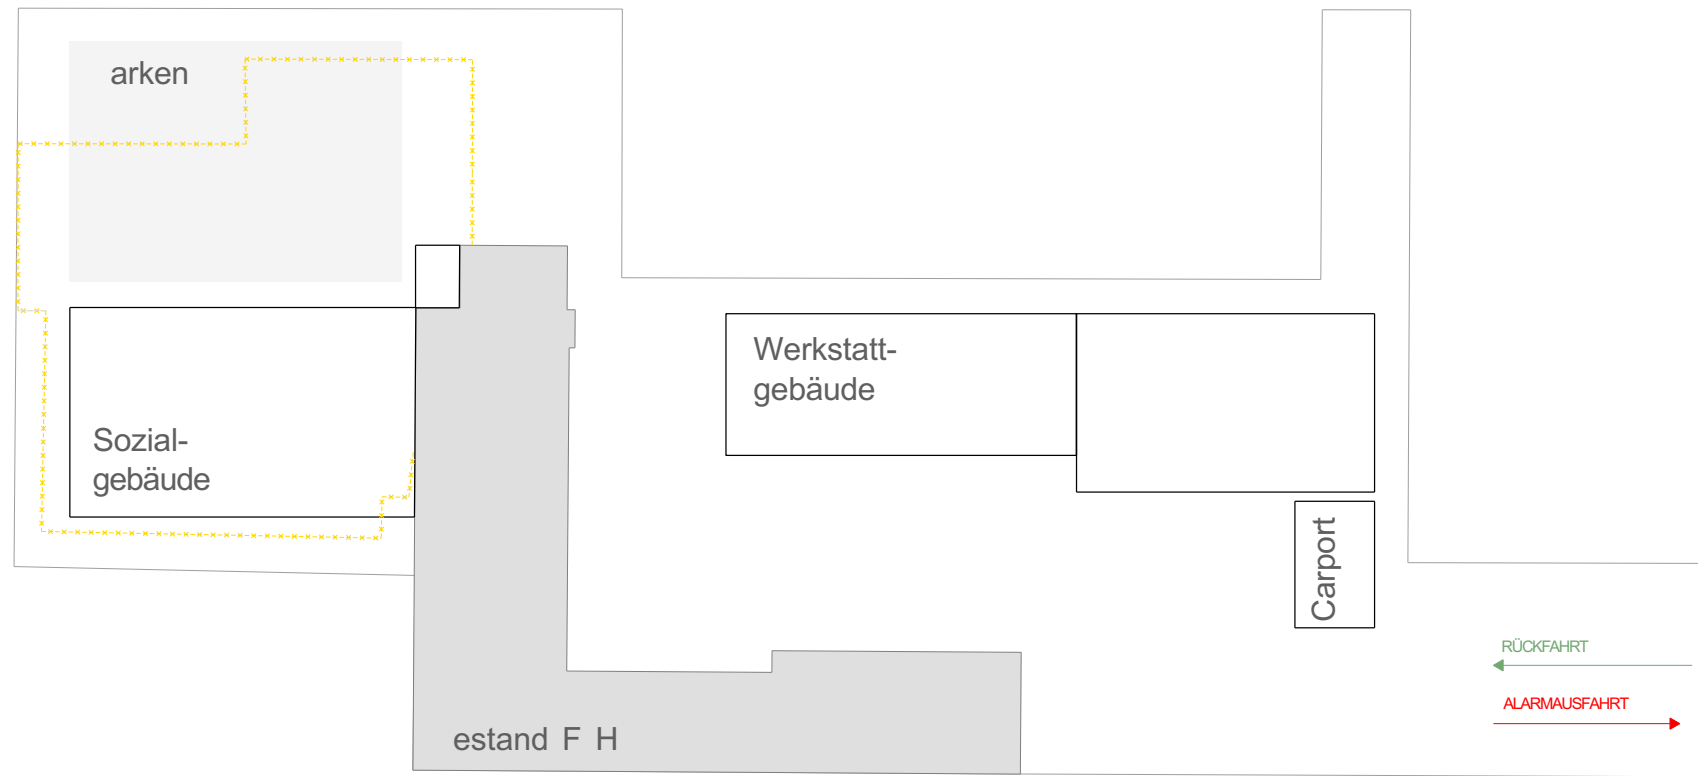 arken
Werkstatt-
gebäude
Sozial-
gebäude
Carport
RÜCKFAHRT
ALARMAUSFAHRT
estand F H